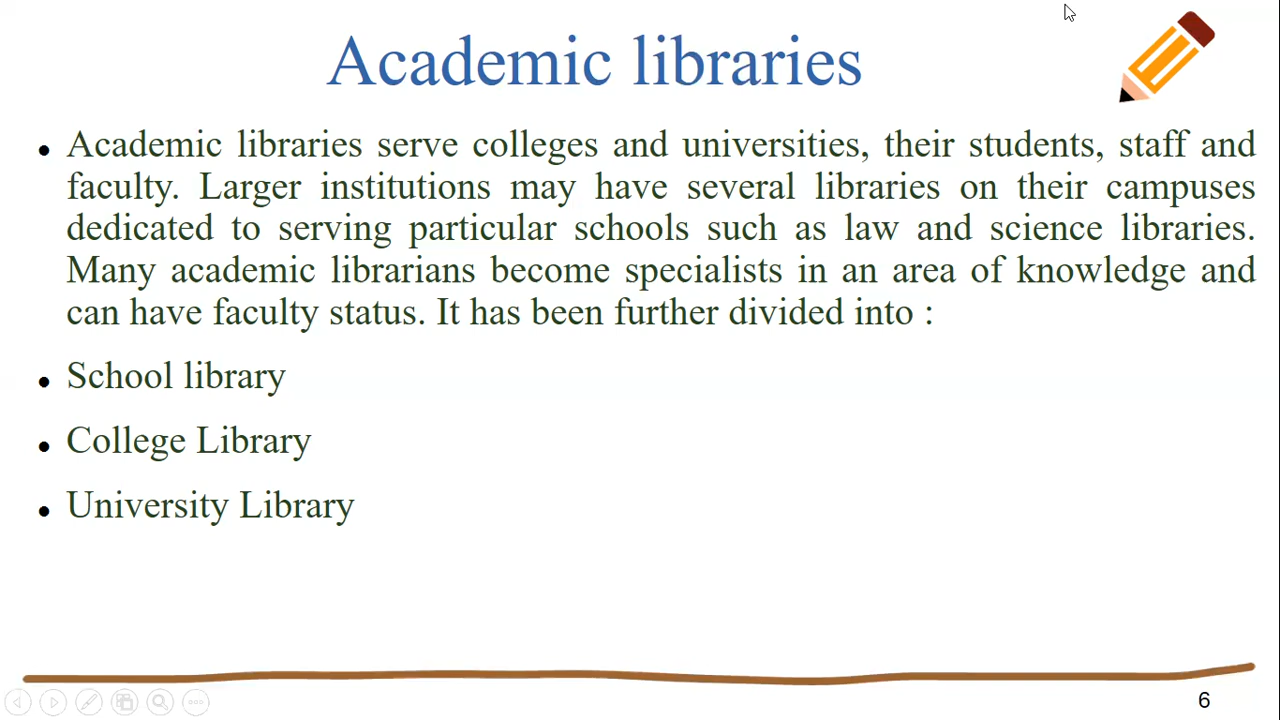 Academic libraries
• Academic libraries serve colleges and universities, their students, staff and
faculty. Larger institutions may have several libraries on their campuses
dedicated to serving particular schools such as law and science libraries.
Many academic librarians become specialists in an area of knowledge and
can have faculty status. It has been further divided into :
• School library
• College Library
• University Library
6